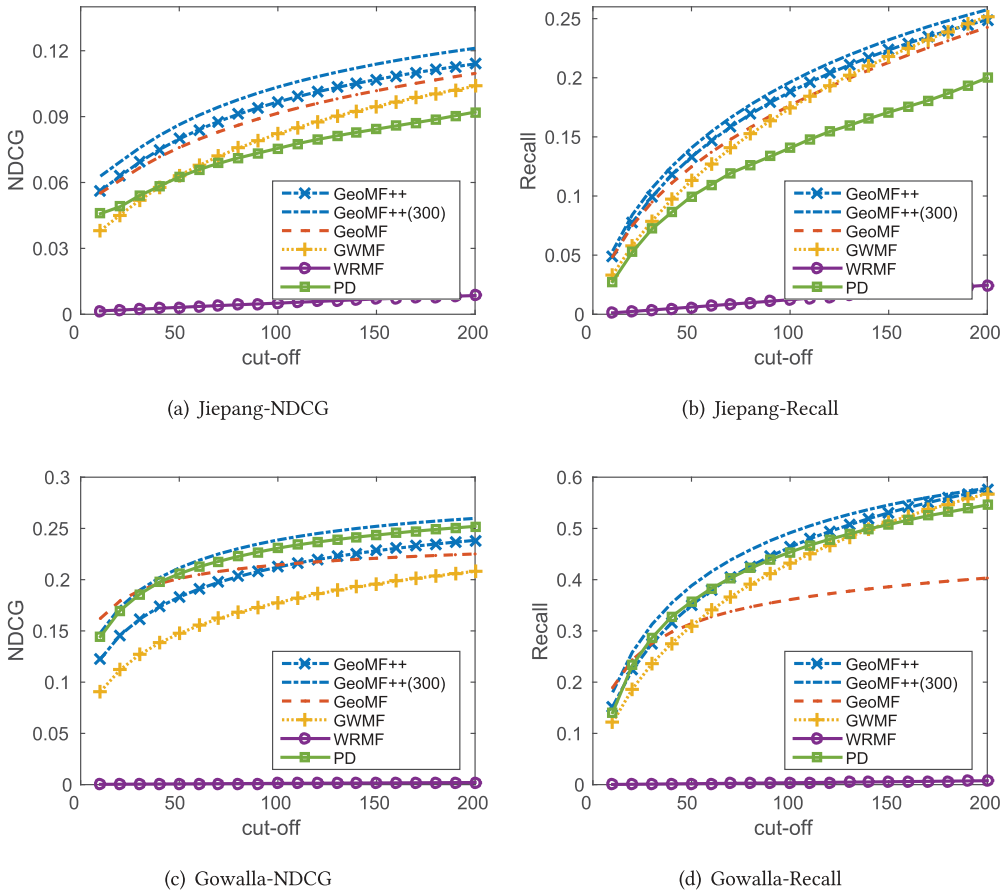 0.12
0.09
0.06
0.03
0
NDCG
GeoMF++
GeoMF++(300)
GeoMF
GWMF
WRMF
PD
0 50 100 150 200
cut-off
(a) Jiepang-NDCG
0.25
0.2
0.15
0.1
0.05
0
Recall
GeoMF++
GeoMF++(300)
GeoMF
GWMF
WRMF
PD
0 50 100 150 200
cut-off
(b) Jiepang-Recall
0.3
0.25
0.2
0.15
0.1
0.05
0
NDCG
GeoMF++
GeoMF++(300)
GeoMF
GWMF
WRMF
PD
0 50 100 150 200
cut-off
(c) Gowalla-NDCG
0.6
0.5
0.4
0.3
0.2
0.1
0
Recall
GeoMF++
GeoMF++(300)
GeoMF
GWMF
WRMF
PD
0 50 100 150 200
cut-off
(d) Gowalla-Recall